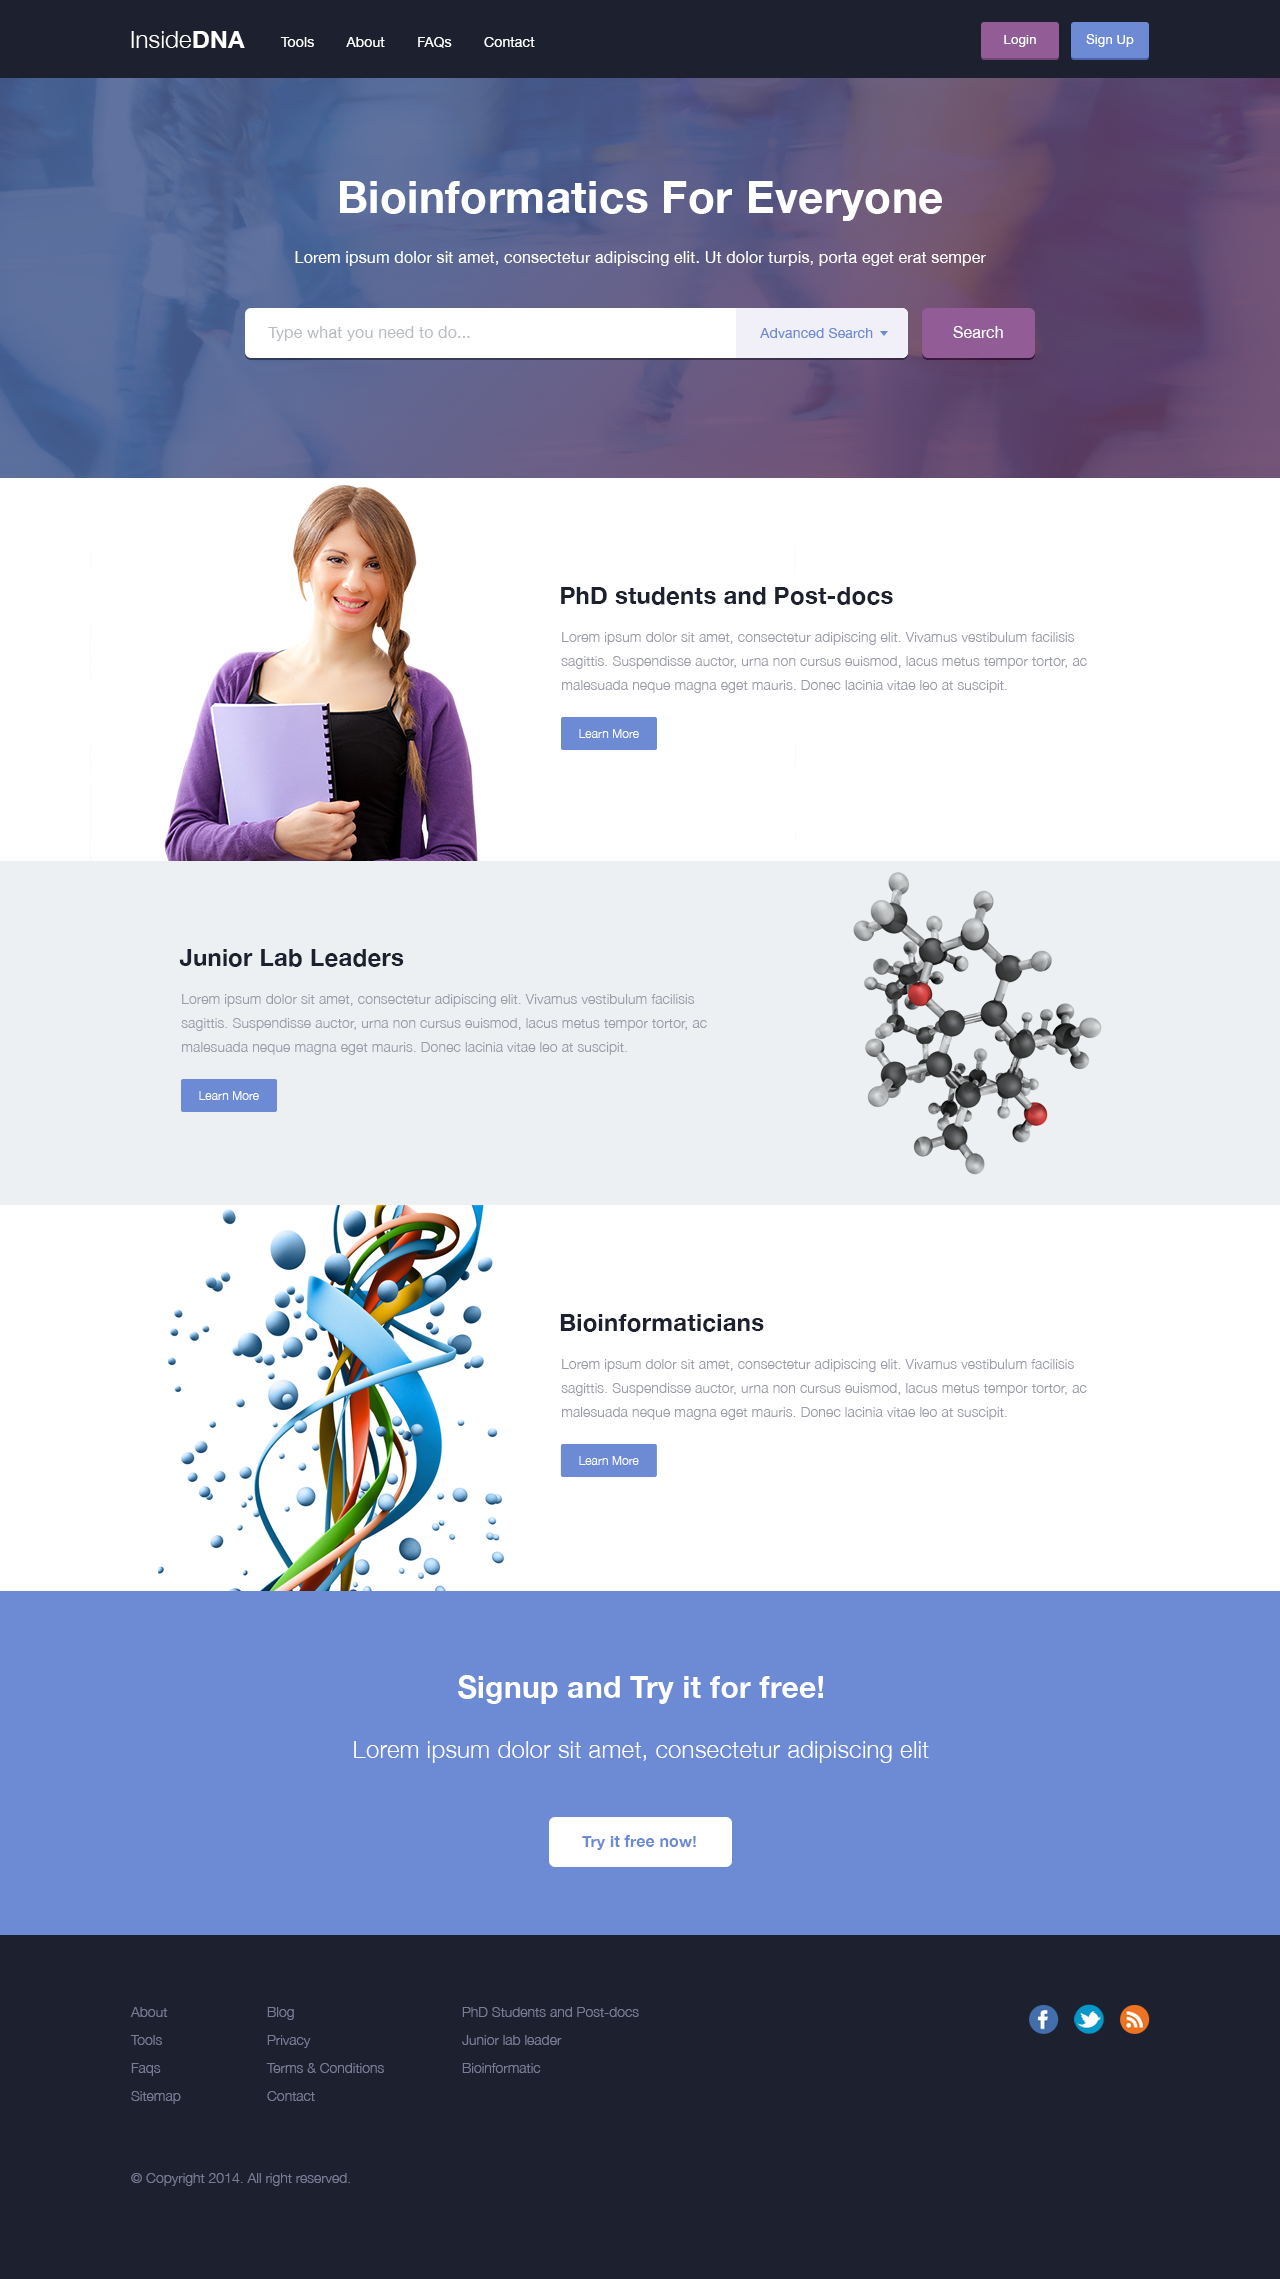 InsideDNA Tools About FAQs Contact Login Sign Up
Bioinformatics For Everyone
Lorem ipsum dolor sit amet, consectetur adipiscing elit. Ut dolor turpis, porta eget erat semper
Type what you need to do... Advanced Search Search
PhD students and Post-docs
Lorem ipsum dolor sit amet, consectetur adipiscing elit. Vivamus vestibulum facilisis
sagittis. Suspendisse auctor, urna non cursus euismod, lacus metus tempor tortor, ac
malesuada neque magna eget mauris. Donec lacinia vitae leo at suscipit.
Learn More
Junior Lab Leaders
Lorem ipsum dolor sit amet, consectetur adipiscing elit. Vivamus vestibulum facilisis
sagittis. Suspendisse auctor, urna non cursus euismod, lacus metus tempor tortor, ac
malesuada neque magna eget mauris. Donec lacinia vitae leo at suscipit.
Learn More
Bioinformaticians
Lorem ipsum dolor sit amet, consectetur adipiscing elit. Vivamus vestibulum facilisis
sagittis. Suspendisse auctor, urna non cursus euismod, lacus metus tempor tortor, ac
malesuada neque magna eget mauris. Donec lacinia vitae leo at suscipit.
Learn More
Signup and Try it for free!
Lorem ipsum dolor sit amet, consectetur adipiscing elit
Try it free now!
About Blog PhD Students and Post-docs
Tools Privacy Junior lab leader
Faqs Terms & Conditions Bioinformatic
Sitemap Contact
© Copyright 2014. All right reserved.